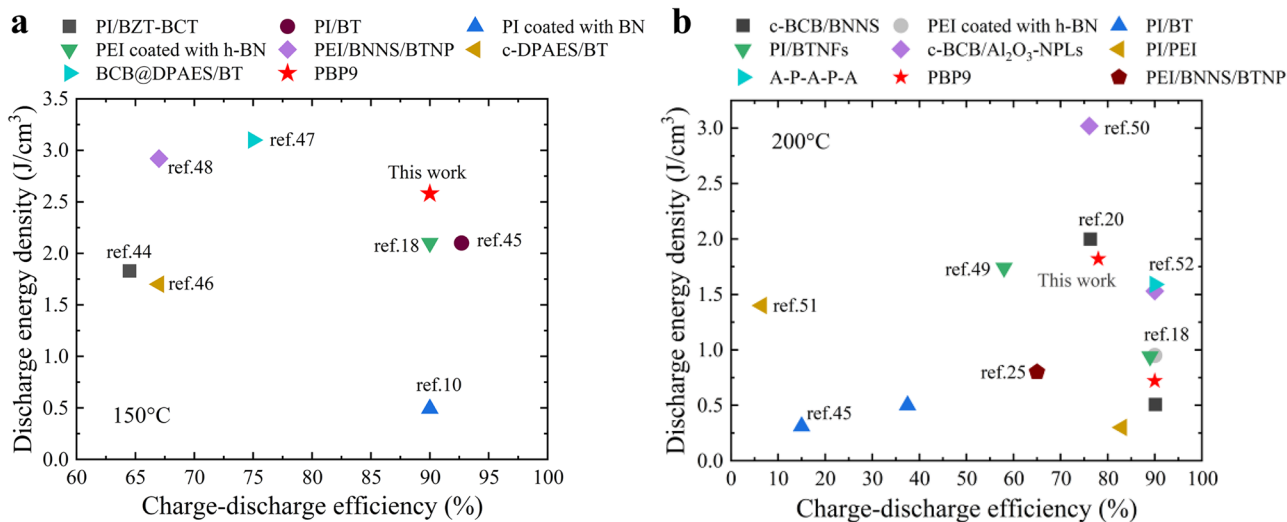 a
PI/BZT-BCT PI/BT PI coated with BN
PEI coated with h-BN PEI/BNNS/BTNP c-DPAES/BT
BCB@DPAES/BT PBP9
3.5
3.0
2.5
2.0
1.5
1.0
0.5
0.0
Discharge energy density (J/cm³)
ref.47
ref.48
This work
ref.44
ref.18
ref.45
ref.46
ref.10
150°C
60 65 70 75 80 85 90 95 100
Charge-discharge efficiency (%)
b
c-BCB/BNNS PEI coated with h-BN PI/BT
PI/BTNFs c-BCB/Al₂O₃-NPLs PI/PEI
A-P-A-P-A PBP9 PEI/BNNS/BTNP
3.0
2.5
2.0
1.5
1.0
0.5
0.0
Discharge energy density (J/cm³)
200°C
ref.50
ref.20
ref.49
ref.52
This work
ref.51
ref.18
ref.25
ref.45
0 10 20 30 40 50 60 70 80 90 100
Charge-discharge efficiency (%)